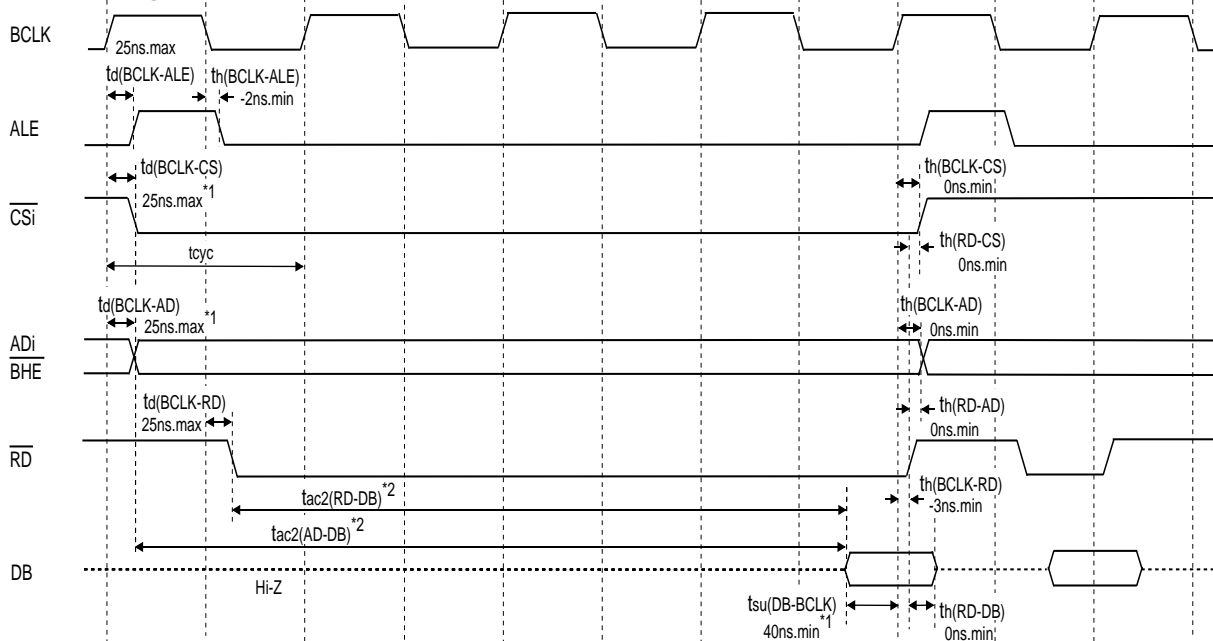 BCLK
25ns.max
td(BCLK-ALE)
th(BCLK-ALE)
-2ns.min
ALE
td(BCLK-CS)
25ns.max*1
th(BCLK-CS)
0ns.min
CSi
tcyc
th(RD-CS)
0ns.min
td(BCLK-AD)
25ns.max*1
th(BCLK-AD)
0ns.min
ADi
BHE
td(BCLK-RD)
25ns.max
th(RD-AD)
0ns.min
RD
tac2(RD-DB)*2
th(BCLK-RD)
-3ns.min
tac2(AD-DB)*2
DB
Hi-Z
tsu(DB-BCLK)
40ns.min*1
th(RD-DB)
0ns.min